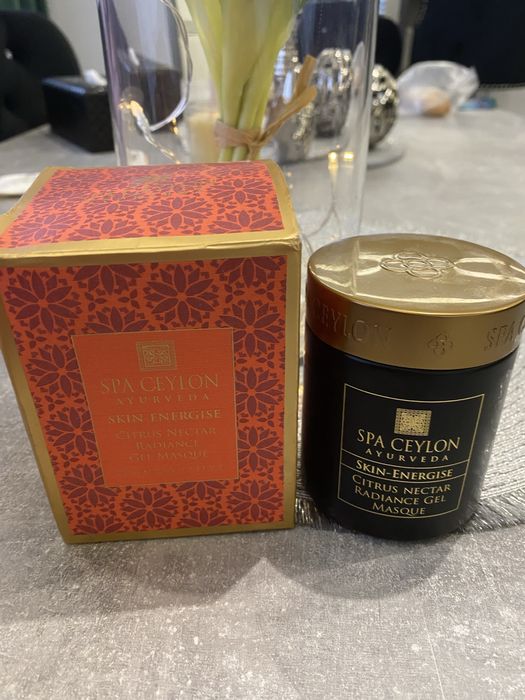 SPA CEYLON
AYURVEDA
SKIN ENERGISE
CITRUS NECTAR
RADIANCE
GEL MASQUE
CEYLON
SPA
SPA CEYLON
AYURVEDA
SKIN-ENERGISE
CITRUS NECTAR
RADIANCE GEL
MASQUE